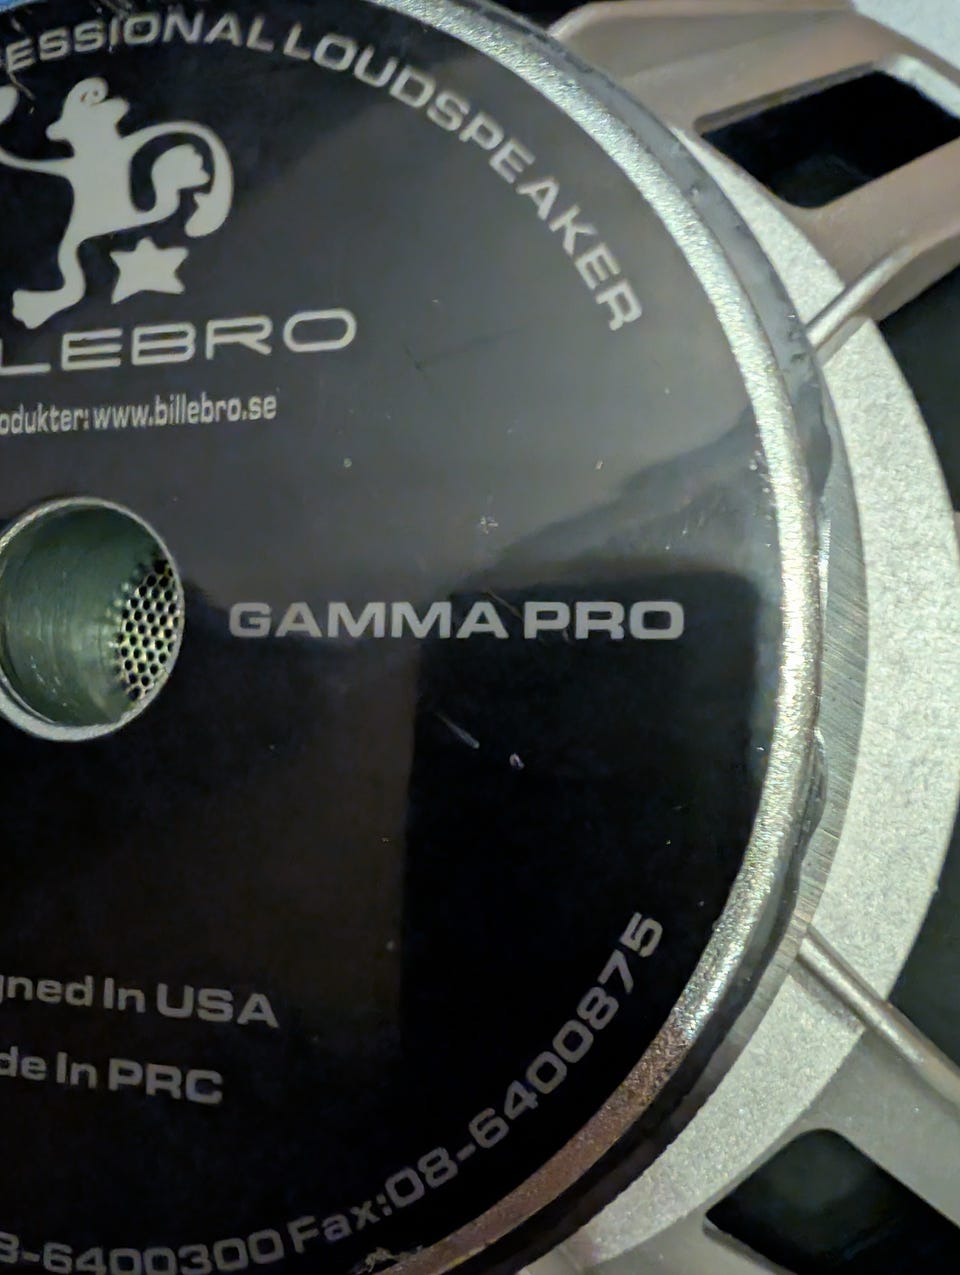 ESSIONAL LOUDSPEAKER
LEBRO
odukter: www.billebro.se
GAMMA PRO
gned In USA
de In PRC
8-6400300 Fax:08-6400875